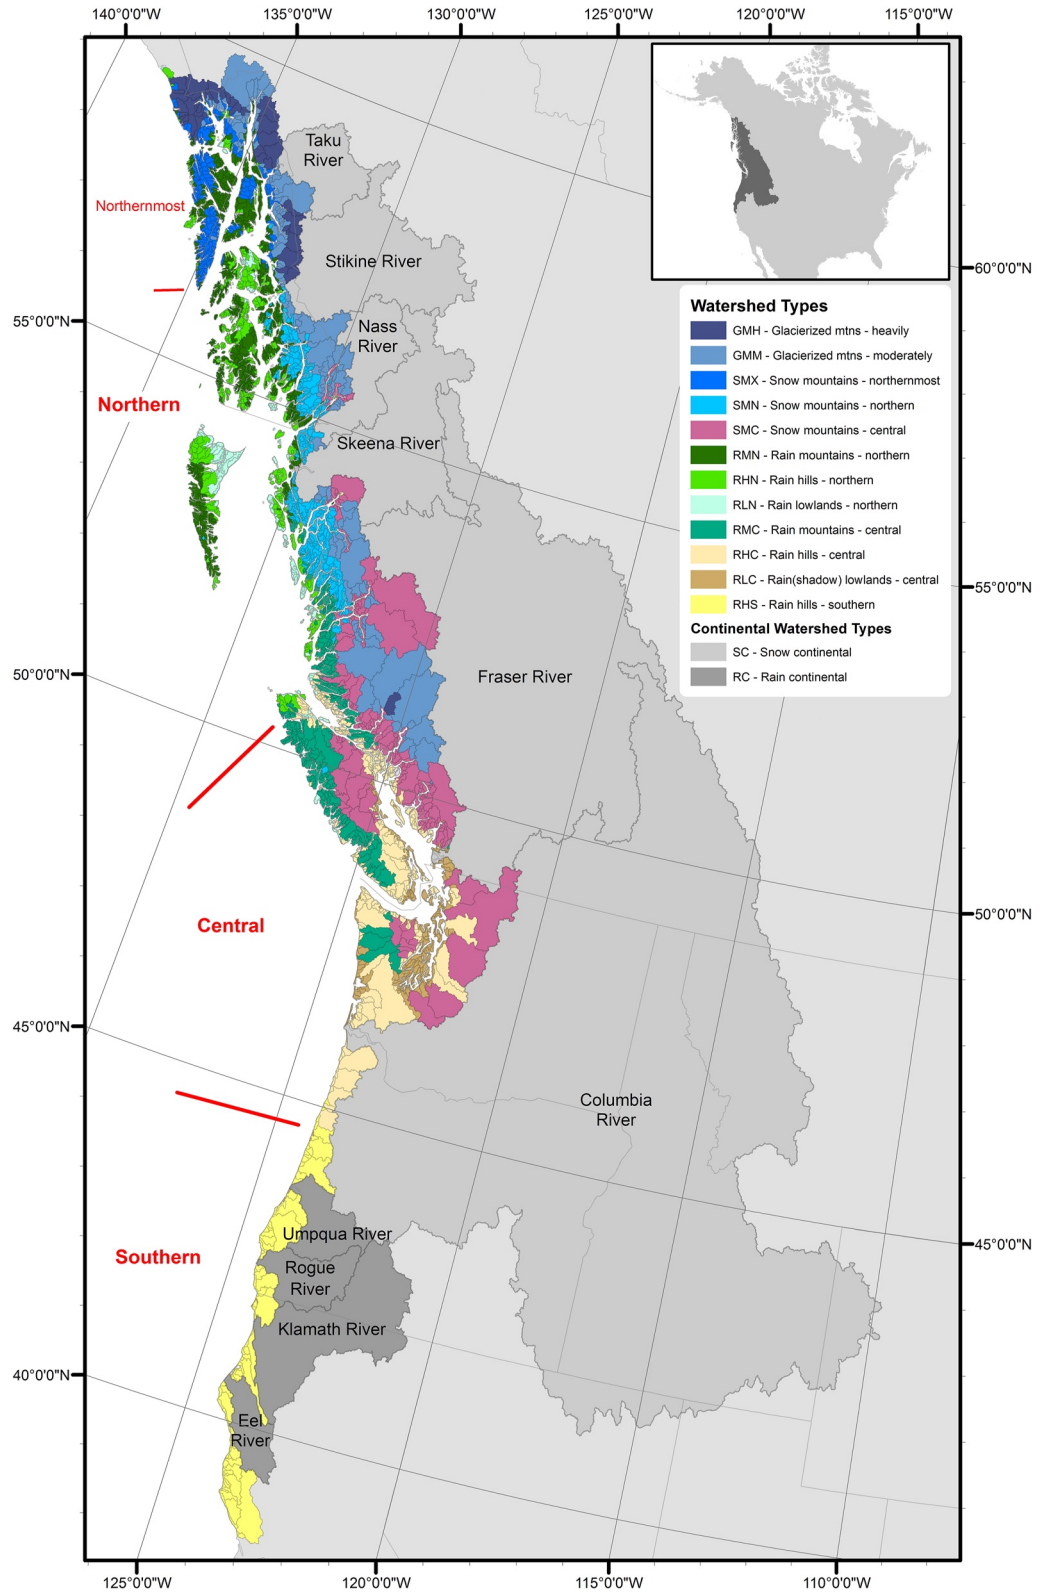 140°0'0"W 135°0'0"W 130°0'0"W 125°0'0"W 120°0'0"W 115°0'0"W
Taku
River
Northernmost
Stikine River
60°0'0"N
Watershed Types
GMH - Glacierized mtns - heavily
GMM - Glacierized mtns - moderately
SMX - Snow mountains - northernmost
SMN - Snow mountains - northern
SMC - Snow mountains - central
RMN - Rain mountains - northern
RHN - Rain hills - northern
RLN - Rain lowlands - northern
RMC - Rain mountains - central
RHC - Rain hills - central
RLC - Rain(shadow) lowlands - central
RHS - Rain hills - southern
Continental Watershed Types
SC - Snow continental
RC - Rain continental
55°0'0"N
Nass
River
Northern
Skeena River
55°0'0"N
50°0'0"N
Fraser River
50°0'0"N
Central
45°0'0"N
Columbia
River
Umpqua River
45°0'0"N
Southern
Rogue
River
Klamath River
40°0'0"N
Eel
River
125°0'0"W 120°0'0"W 115°0'0"W 110°0'0"W